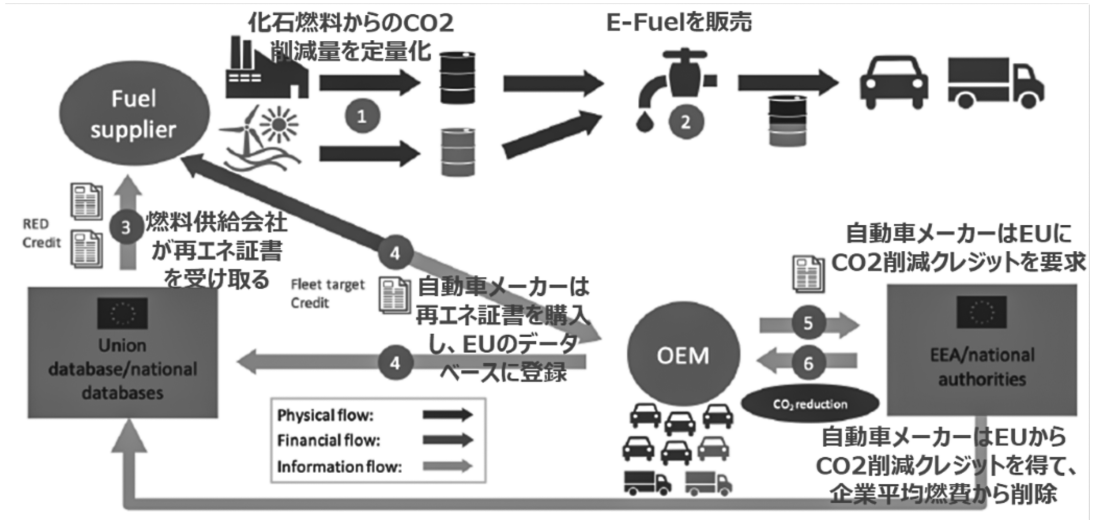 化石燃料からのCO2
削減量を定量化
E-Fuelを販売
Fuel
supplier
1
2
RED
Credit
3
燃料供給会社
が再エネ証書
を受け取る
4
Fleet target
Credit
自動車メーカーは
再エネ証書を購入
し、EUのデータ
ベースに登録
4
自動車メーカーはEUに
CO2削減クレジットを要求
Union
database/national
databases
OEM
5
6
EEA/national
authorities
CO₂ reduction
Physical flow:
Financial flow:
Information flow:
自動車メーカーはEUから
CO2削減クレジットを得て、
企業平均燃費から削除